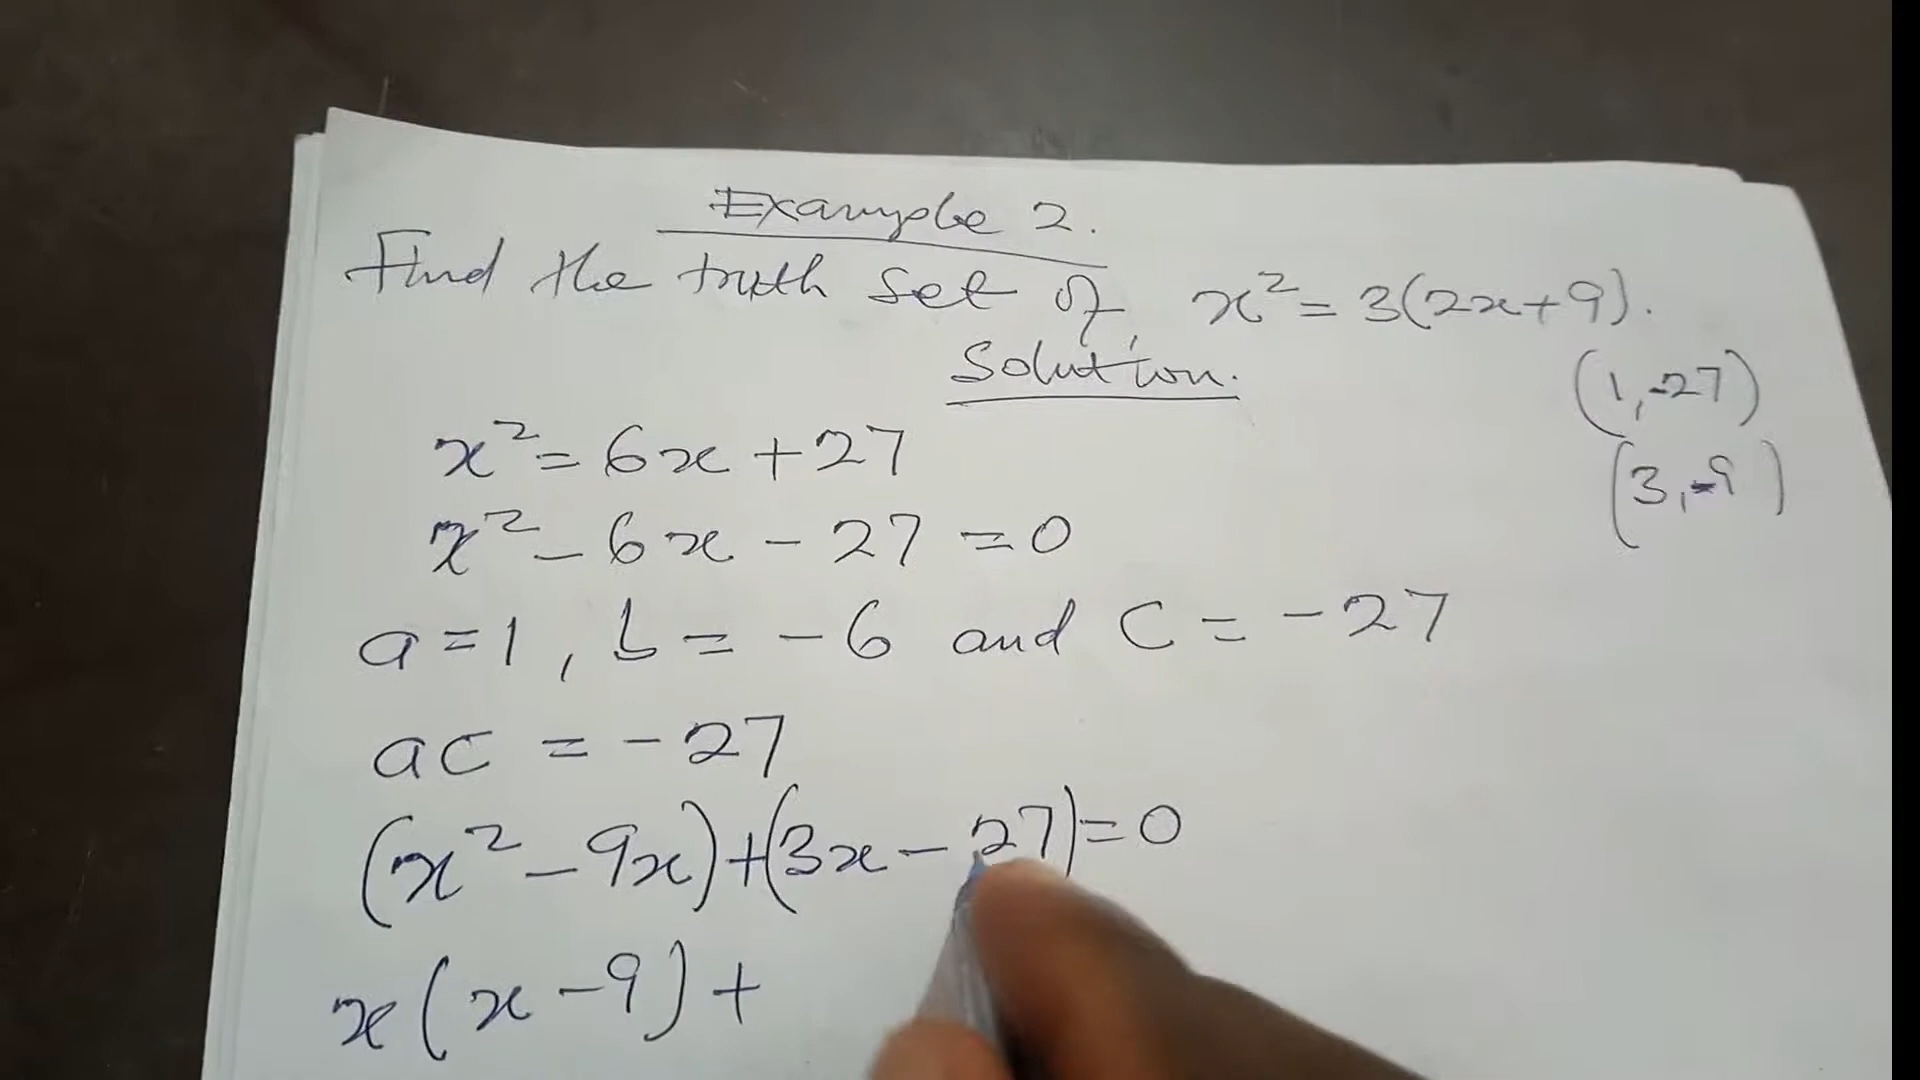 Example 2.
Find the truth set of x² = 3(2x+9).
Solution.
(1, -27)
(3, -9)
x² = 6x + 27
x² - 6x - 27 = 0
a = 1, b = - 6 and c = - 27
ac = - 27
(x² - 9x) + (3x - 27) = 0
x(x - 9) +